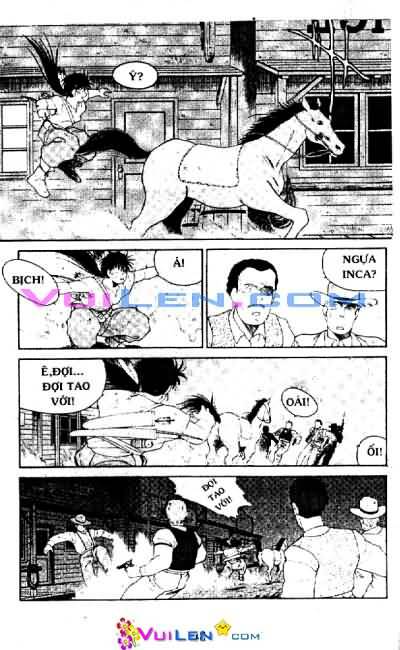 Ý?
BỊCH!
Á!
NGỰA
INCA?
VUILEN.COM
Ê, ĐỢI...
ĐỢI TAO
VỚI!
OÁI!
ỐI!
ĐỢI
TAO
VỚI!
VUILEN.COM